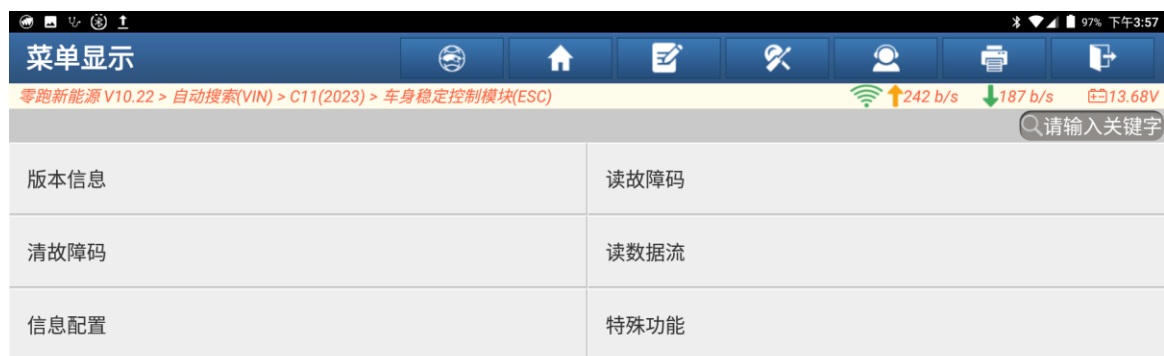 97% 下午3:57
菜单显示
零跑新能源 V10.22 > 自动搜索(VIN) > C11(2023) > 车身稳定控制模块(ESC) 242 b/s 187 b/s 13.68V
请输入关键字
版本信息 读故障码
清故障码 读数据流
信息配置 特殊功能